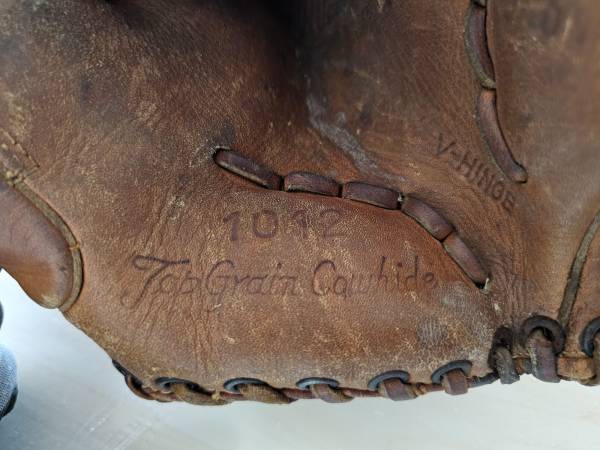 V-HINGE
1012
Top Grain Cowhide